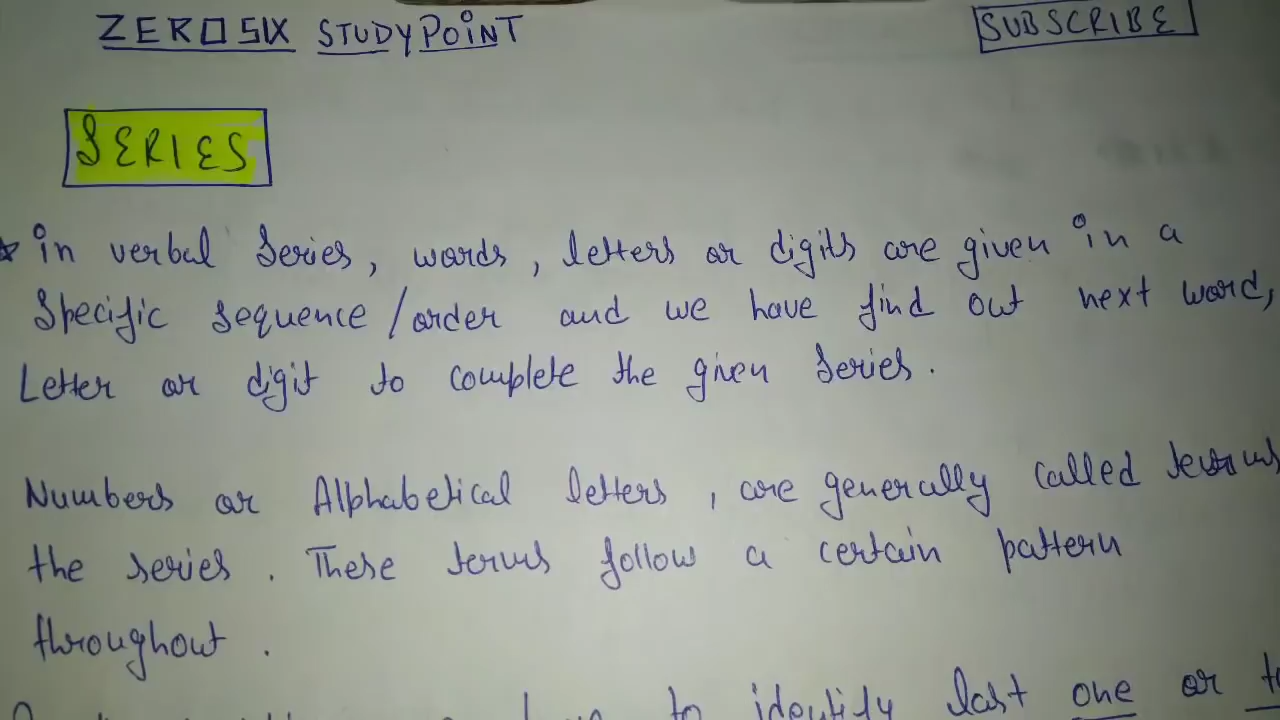 ZERO SIX STUDY POINT
SUBSCRIBE
SERIES
* in verbal series, words, letters or digits are given in a
specific sequence/order and we have find out next word,
Letter or digit to complete the given series.
Numbers or Alphabetical letters, are generally called terms
the series. These terms follow a certain pattern
throughout.
to identify last one or